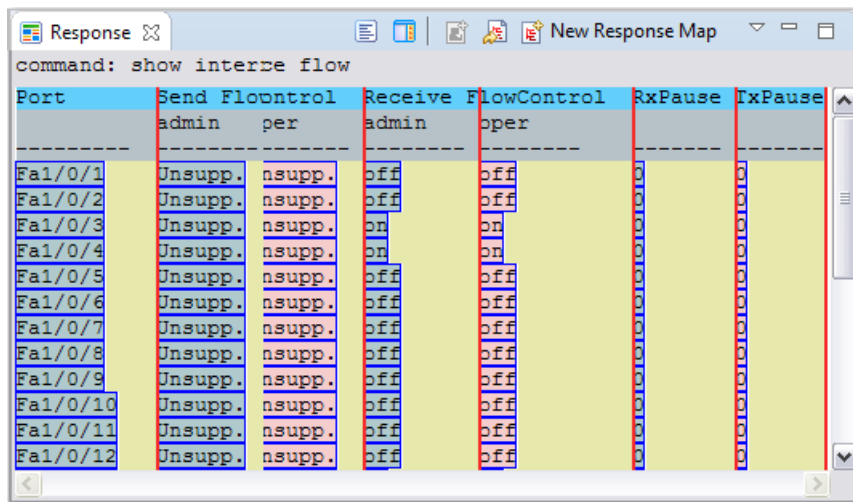 Response New Response Map
command: show interre flow
Port Send Flowntrol Receive FlowControl RxPause TxPause
admin per admin oper
--------- -------- ------- -------- -------- ------- -------
Fa1/0/1 Unsupp. nsupp. off off 0 0
Fa1/0/2 Unsupp. nsupp. off off 0 0
Fa1/0/3 Unsupp. nsupp. on on 0 0
Fa1/0/4 Unsupp. nsupp. on on 0 0
Fa1/0/5 Unsupp. nsupp. off off 0 0
Fa1/0/6 Unsupp. nsupp. off off 0 0
Fa1/0/7 Unsupp. nsupp. off off 0 0
Fa1/0/8 Unsupp. nsupp. off off 0 0
Fa1/0/9 Unsupp. nsupp. off off 0 0
Fa1/0/10 Unsupp. nsupp. off off 0 0
Fa1/0/11 Unsupp. nsupp. off off 0 0
Fa1/0/12 Unsupp. nsupp. off off 0 0